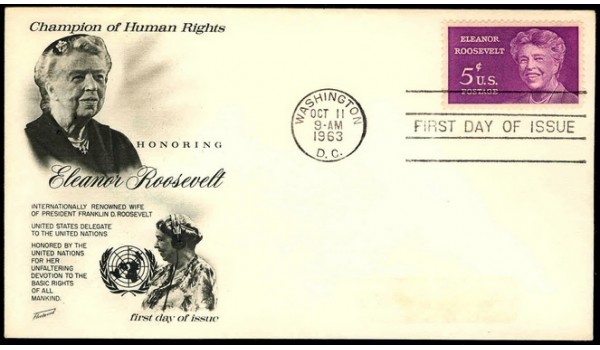 Champion of Human Rights
HONORING
Eleanor Roosevelt
INTERNATIONALLY RENOWNED WIFE
OF PRESIDENT FRANKLIN D. ROOSEVELT
UNITED STATES DELEGATE
TO THE UNITED NATIONS
HONORED BY THE
UNITED NATIONS
FOR HER
UNFALTERING
DEVOTION TO THE
BASIC RIGHTS
OF ALL
MANKIND.
first day of issue
WASHINGTON
OCT 11
9-AM
1963
D.C.
ELEANOR
ROOSEVELT
5¢
U.S.
POSTAGE
FIRST DAY OF ISSUE